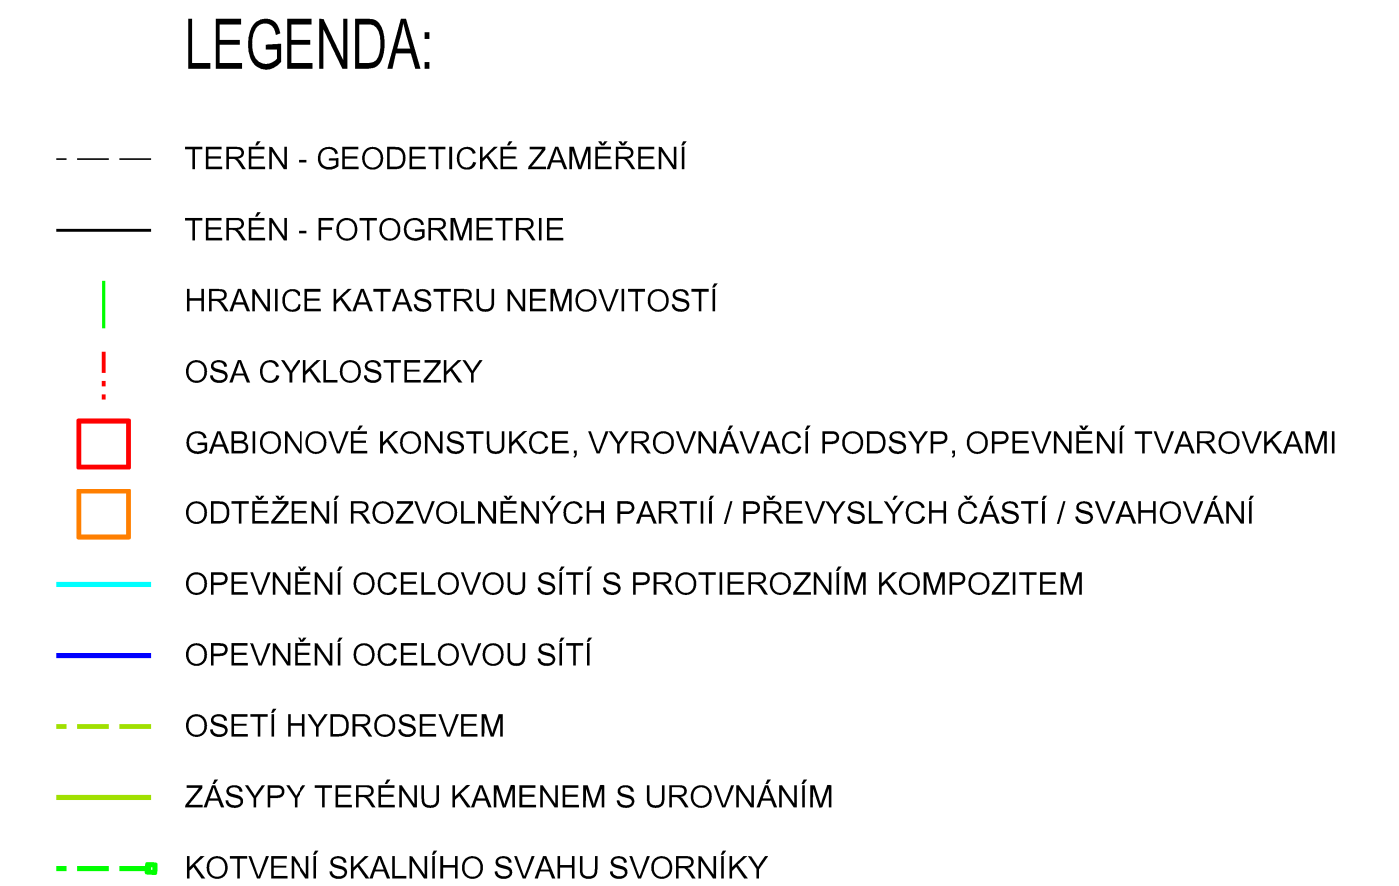 LEGENDA:
TERÉN - GEODETICKÉ ZAMĚŘENÍ
TERÉN - FOTOGRMETRIE
HRANICE KATASTRU NEMOVITOSTÍ
OSA CYKLOSTEZKY
GABIONOVÉ KONSTUKCE, VYROVNÁVACÍ PODSYP, OPEVNĚNÍ TVAROVKAMI
ODTĚŽENÍ ROZVOLNĚNÝCH PARTIÍ / PŘEVYSLÝCH ČÁSTÍ / SVAHOVÁNÍ
OPEVNĚNÍ OCELOVOU SÍTÍ S PROTIEROZNÍM KOMPOZITEM
OPEVNĚNÍ OCELOVOU SÍTÍ
OSETÍ HYDROSEVEM
ZÁSYPY TERÉNU KAMENEM S UROVNÁNÍM
KOTVENÍ SKALNÍHO SVAHU SVORNÍKY